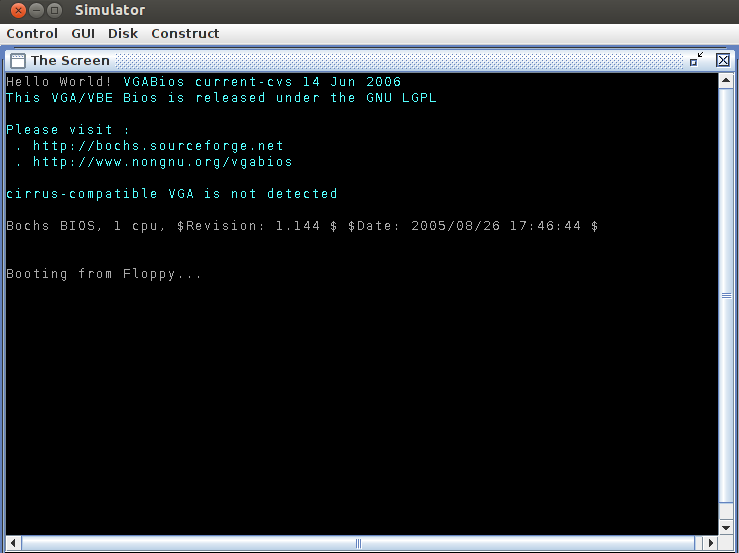 Simulator
Control GUI Disk Construct
The Screen
Hello World! VGABios current-cvs 14 Jun 2006
This VGA/VBE Bios is released under the GNU LGPL
Please visit :
. http://bochs.sourceforge.net
. http://www.nongnu.org/vgabios
cirrus-compatible VGA is not detected
Bochs BIOS, 1 cpu, $Revision: 1.144 $ $Date: 2005/08/26 17:46:44 $
Booting from Floppy...